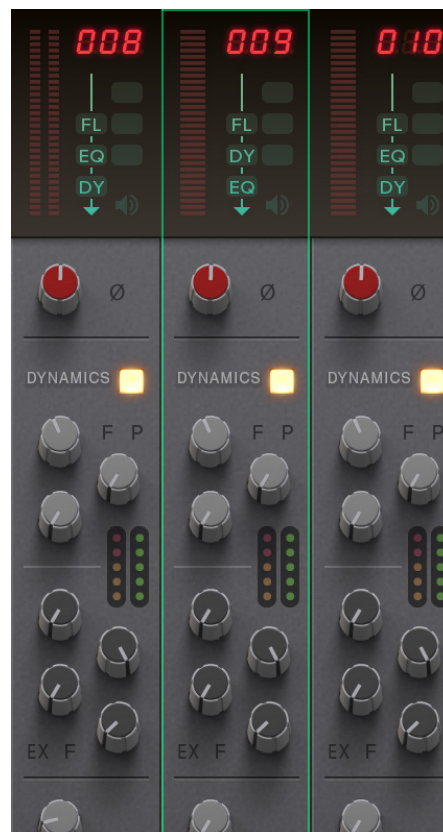 008 009 010
FL FL FL
EQ DY EQ
DY EQ DY
Ø Ø Ø
DYNAMICS DYNAMICS DYNAMICS
F P F P F P
EX F EX F EX F